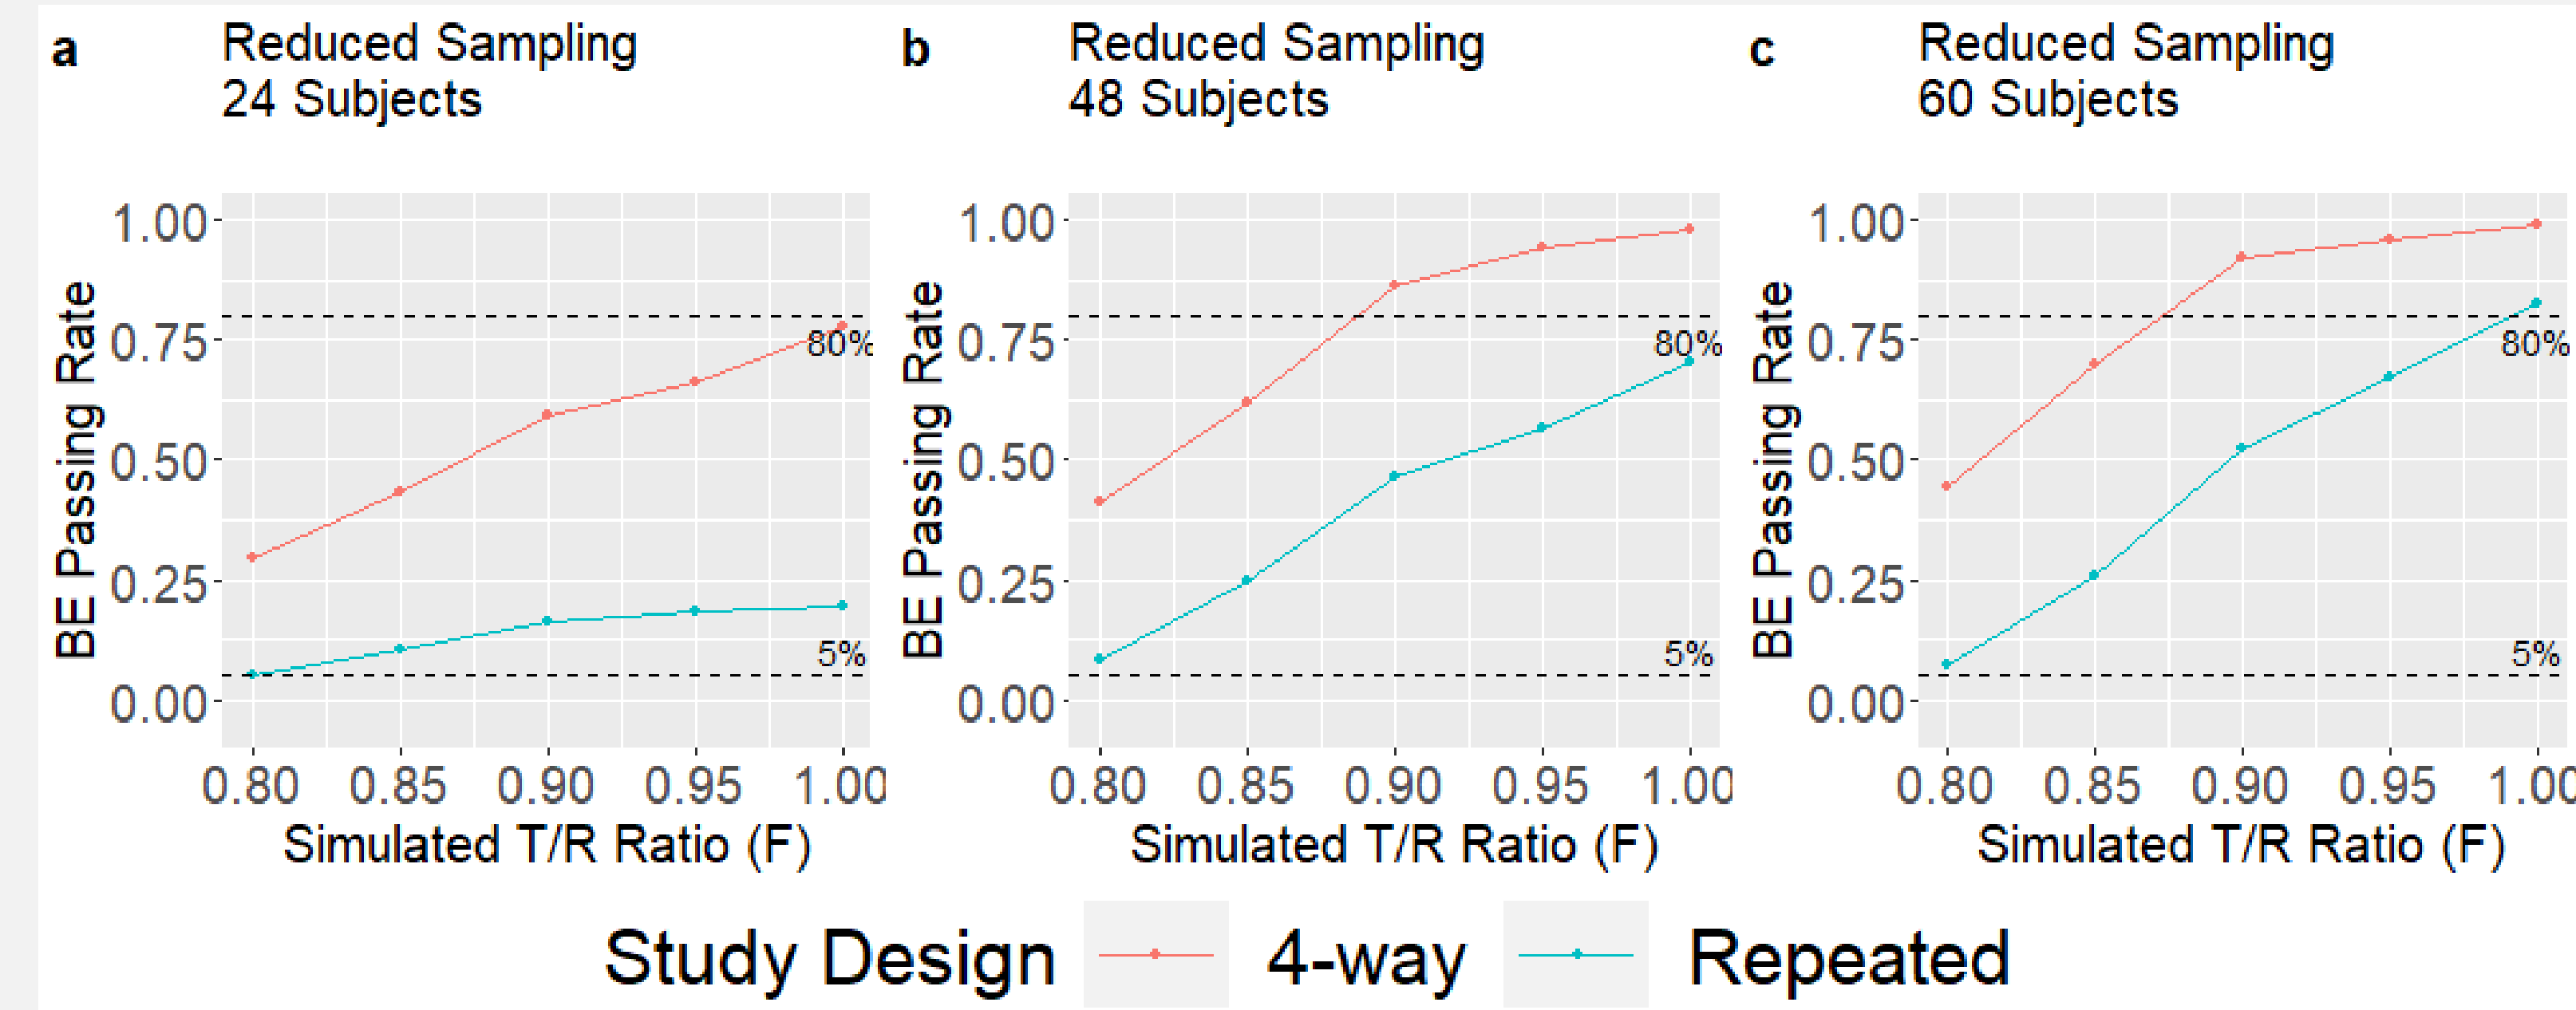 a
Reduced Sampling
24 Subjects
BE Passing Rate
1.00
0.75
0.50
0.25
0.00
80%
5%
0.80 0.85 0.90 0.95 1.00
Simulated T/R Ratio (F)
b
Reduced Sampling
48 Subjects
BE Passing Rate
1.00
0.75
0.50
0.25
0.00
80%
5%
0.80 0.85 0.90 0.95 1.00
Simulated T/R Ratio (F)
c
Reduced Sampling
60 Subjects
BE Passing Rate
1.00
0.75
0.50
0.25
0.00
80%
5%
0.80 0.85 0.90 0.95 1.00
Simulated T/R Ratio (F)
Study Design 4-way Repeated